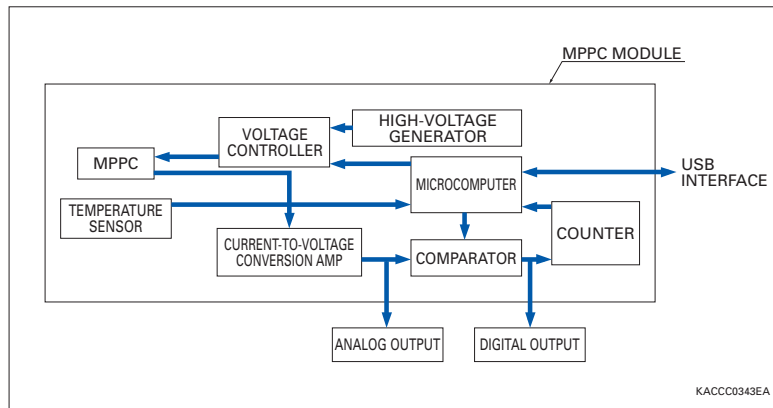 MPPC MODULE
HIGH-VOLTAGE
GENERATOR
VOLTAGE
CONTROLLER
MPPC
MICROCOMPUTER
USB
INTERFACE
TEMPERATURE
SENSOR
COUNTER
CURRENT-TO-VOLTAGE
CONVERSION AMP
COMPARATOR
ANALOG OUTPUT
DIGITAL OUTPUT
KACCC0343EA